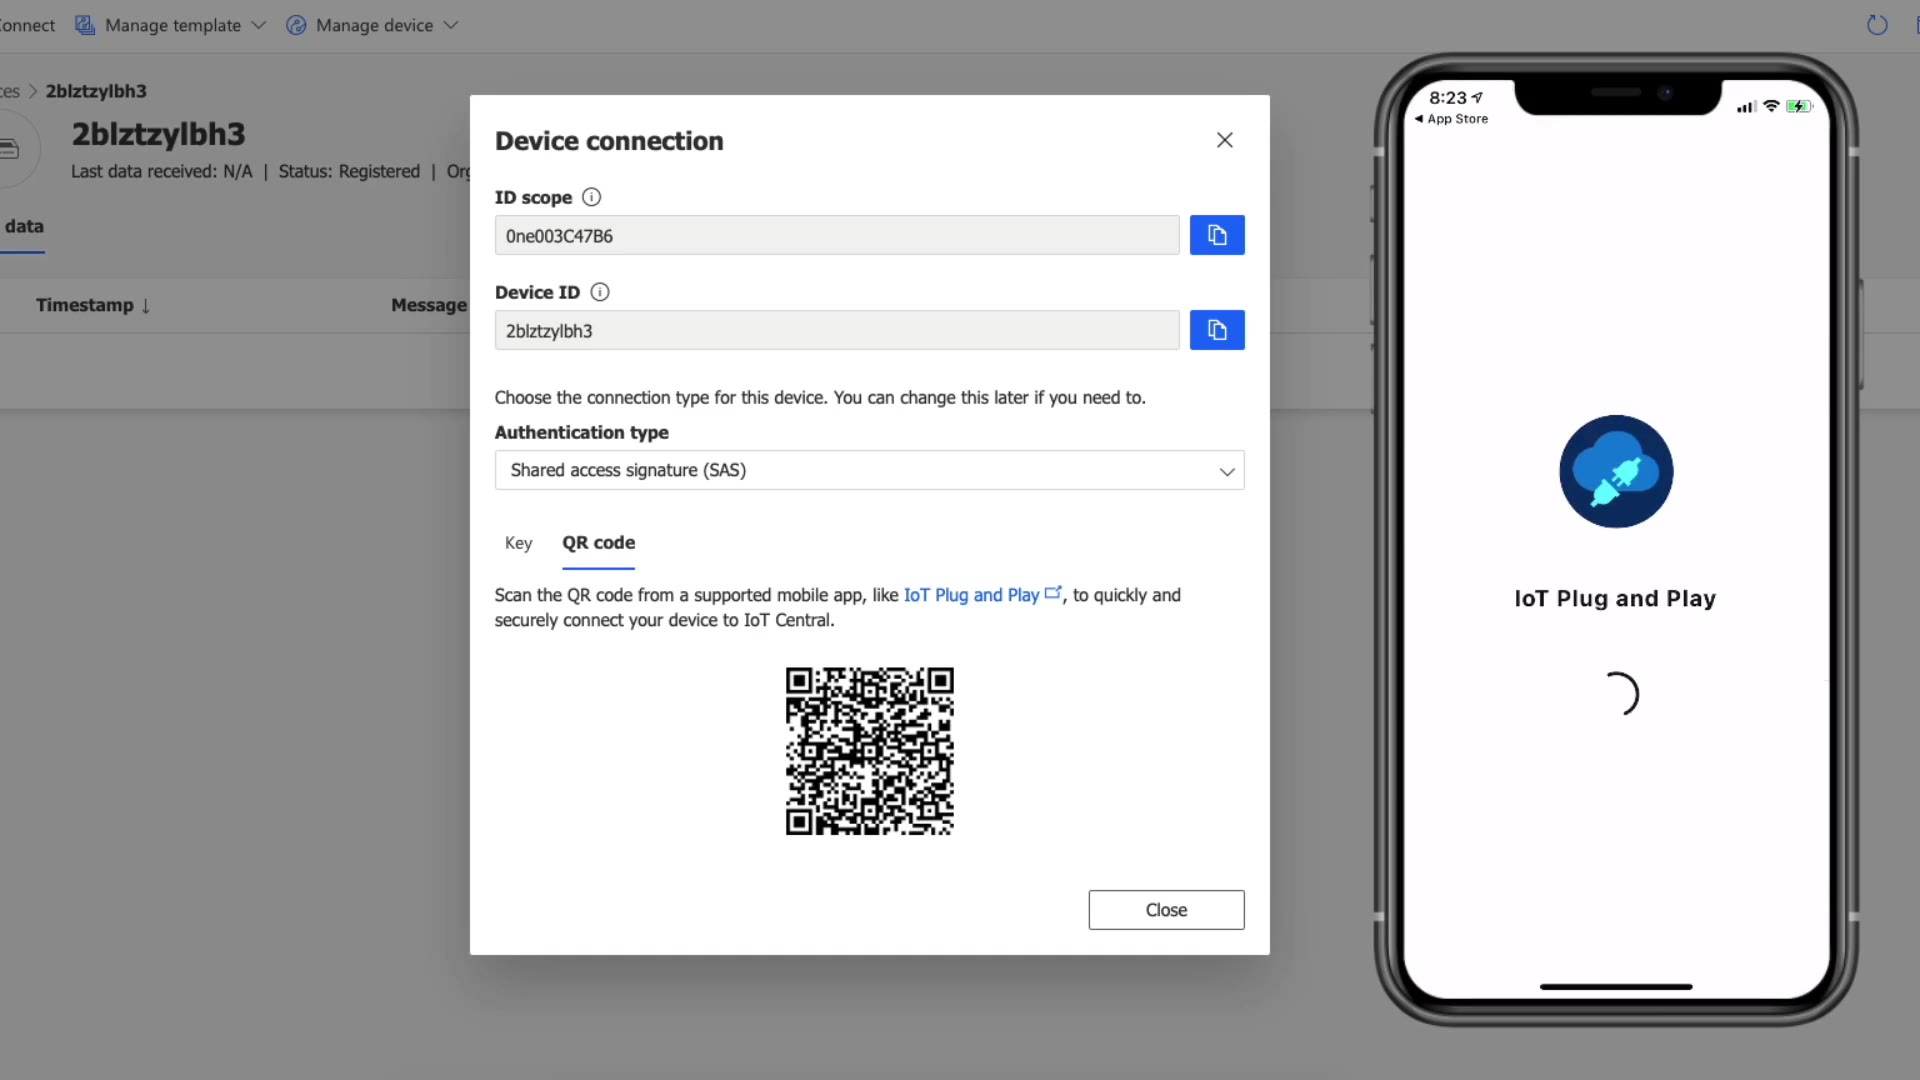 Connect Manage template Manage device
2blztzylbh3
2blztzylbh3
Last data received: N/A | Status: Registered |
data
Timestamp ↓ Message
Device connection
ID scope
0ne003C47B6
Device ID
2blztzylbh3
Choose the connection type for this device. You can change this later if you need to.
Authentication type
Shared access signature (SAS)
Key QR code
Scan the QR code from a supported mobile app, like IoT Plug and Play, to quickly and
securely connect your device to IoT Central.
Close
8:23
App Store
IoT Plug and Play